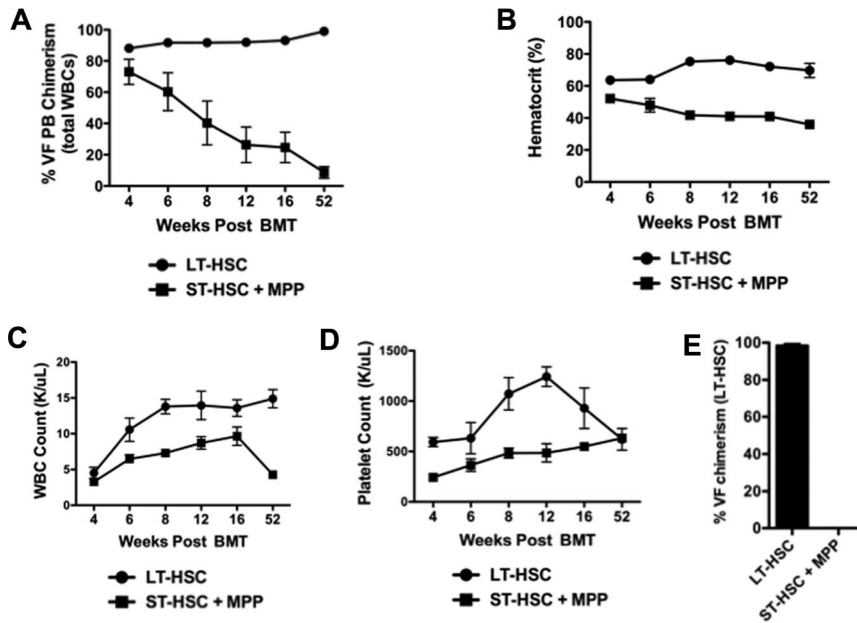 A
% VF PB Chimerism
(total WBCs)
100
80
60
40
20
0
4 6 8 12 16 52
Weeks Post BMT
LT-HSC
ST-HSC + MPP
B
Hematocrit (%)
100
80
60
40
20
0
4 6 8 12 16 52
Weeks Post BMT
LT-HSC
ST-HSC + MPP
C
WBC Count (K/uL)
20
15
10
5
0
4 6 8 12 16 52
Weeks Post BMT
LT-HSC
ST-HSC + MPP
D
Platelet Count (K/uL)
1500
1000
500
0
4 6 8 12 16 52
Weeks Post BMT
LT-HSC
ST-HSC + MPP
E
% VF chimerism (LT-HSC)
100
80
60
40
20
0
LT-HSC
ST-HSC + MPP